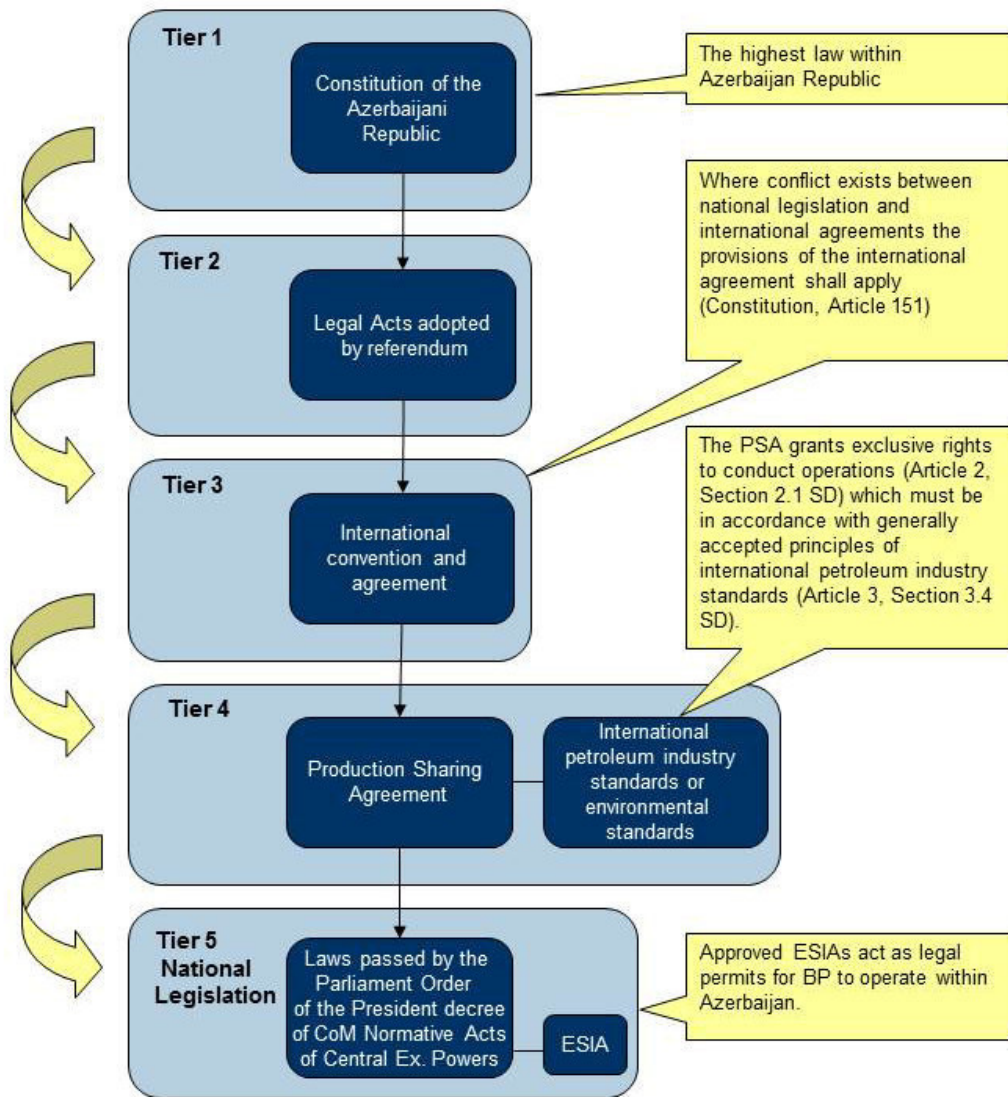 Tier 1
Constitution of the
Azerbaijani
Republic
The highest law within
Azerbaijan Republic
Tier 2
Legal Acts adopted
by referendum
Where conflict exists between
national legislation and
international agreements the
provisions of the international
agreement shall apply
(Constitution, Article 151)
Tier 3
International
convention and
agreement
The PSA grants exclusive rights
to conduct operations (Article 2,
Section 2.1 SD) which must be
in accordance with generally
accepted principles of
international petroleum industry
standards (Article 3, Section 3.4
SD).
Tier 4
Production Sharing
Agreement
International
petroleum industry
standards or
environmental
standards
Tier 5
National
Legislation
Laws passed by the
Parliament Order
of the President decree
of CoM Normative Acts
of Central Ex. Powers
ESIA
Approved ESIAs act as legal
permits for BP to operate within
Azerbaijan.